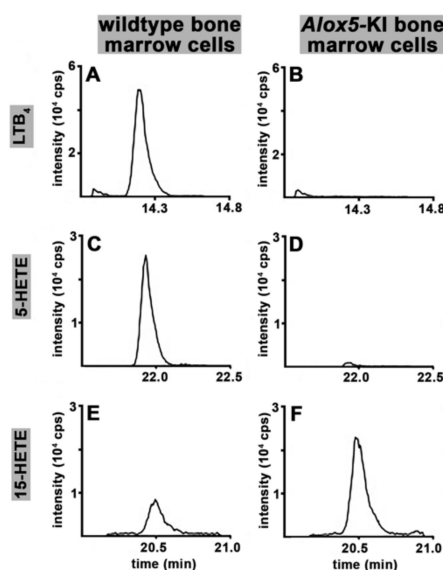 wildtype bone
marrow cells
Alox5-KI bone
marrow cells
LTB4
intensity (10⁴ cps)
6
2
A
14.3 14.8
intensity (10⁴ cps)
6
2
B
14.3 14.8
5-HETE
intensity (10⁴ cps)
3
1
C
22.0 22.5
intensity (10⁴ cps)
3
1
D
22.0 22.5
15-HETE
intensity (10⁴ cps)
3
1
E
20.5 21.0
time (min)
intensity (10⁴ cps)
3
1
F
20.5 21.0
time (min)